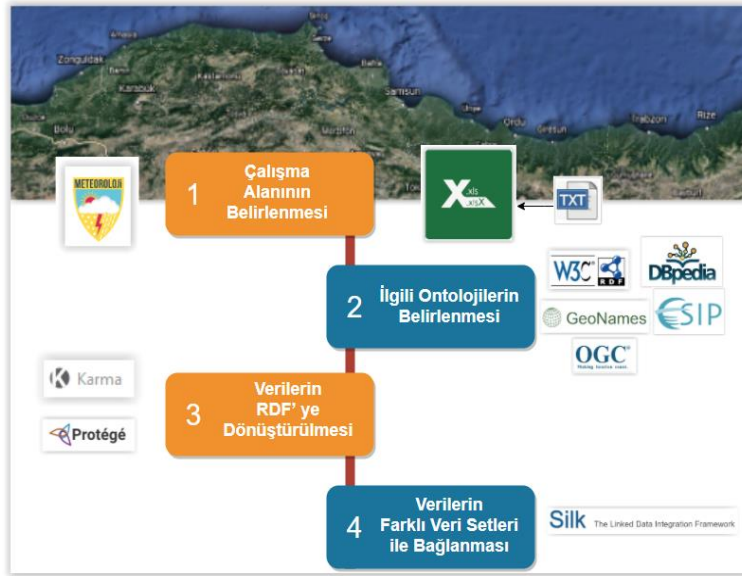 Zonguldak
Karabük
Kastamonu
Samsun
Bolu
Ordu
Giresun
Trabzon
Rize
METEOROLOJİ
1
Çalışma
Alanının
Belirlenmesi
X .xls
.xlsX
TXT
2
İlgili Ontolojilerin
Belirlenmesi
W3C® RDF
DBpedia
GeoNames
ESIP
OGC®
Karma
Protégé
3
Verilerin
RDF' ye
Dönüştürülmesi
4
Verilerin
Farklı Veri Setleri
ile Bağlanması
Silk The Linked Data Integration Framework